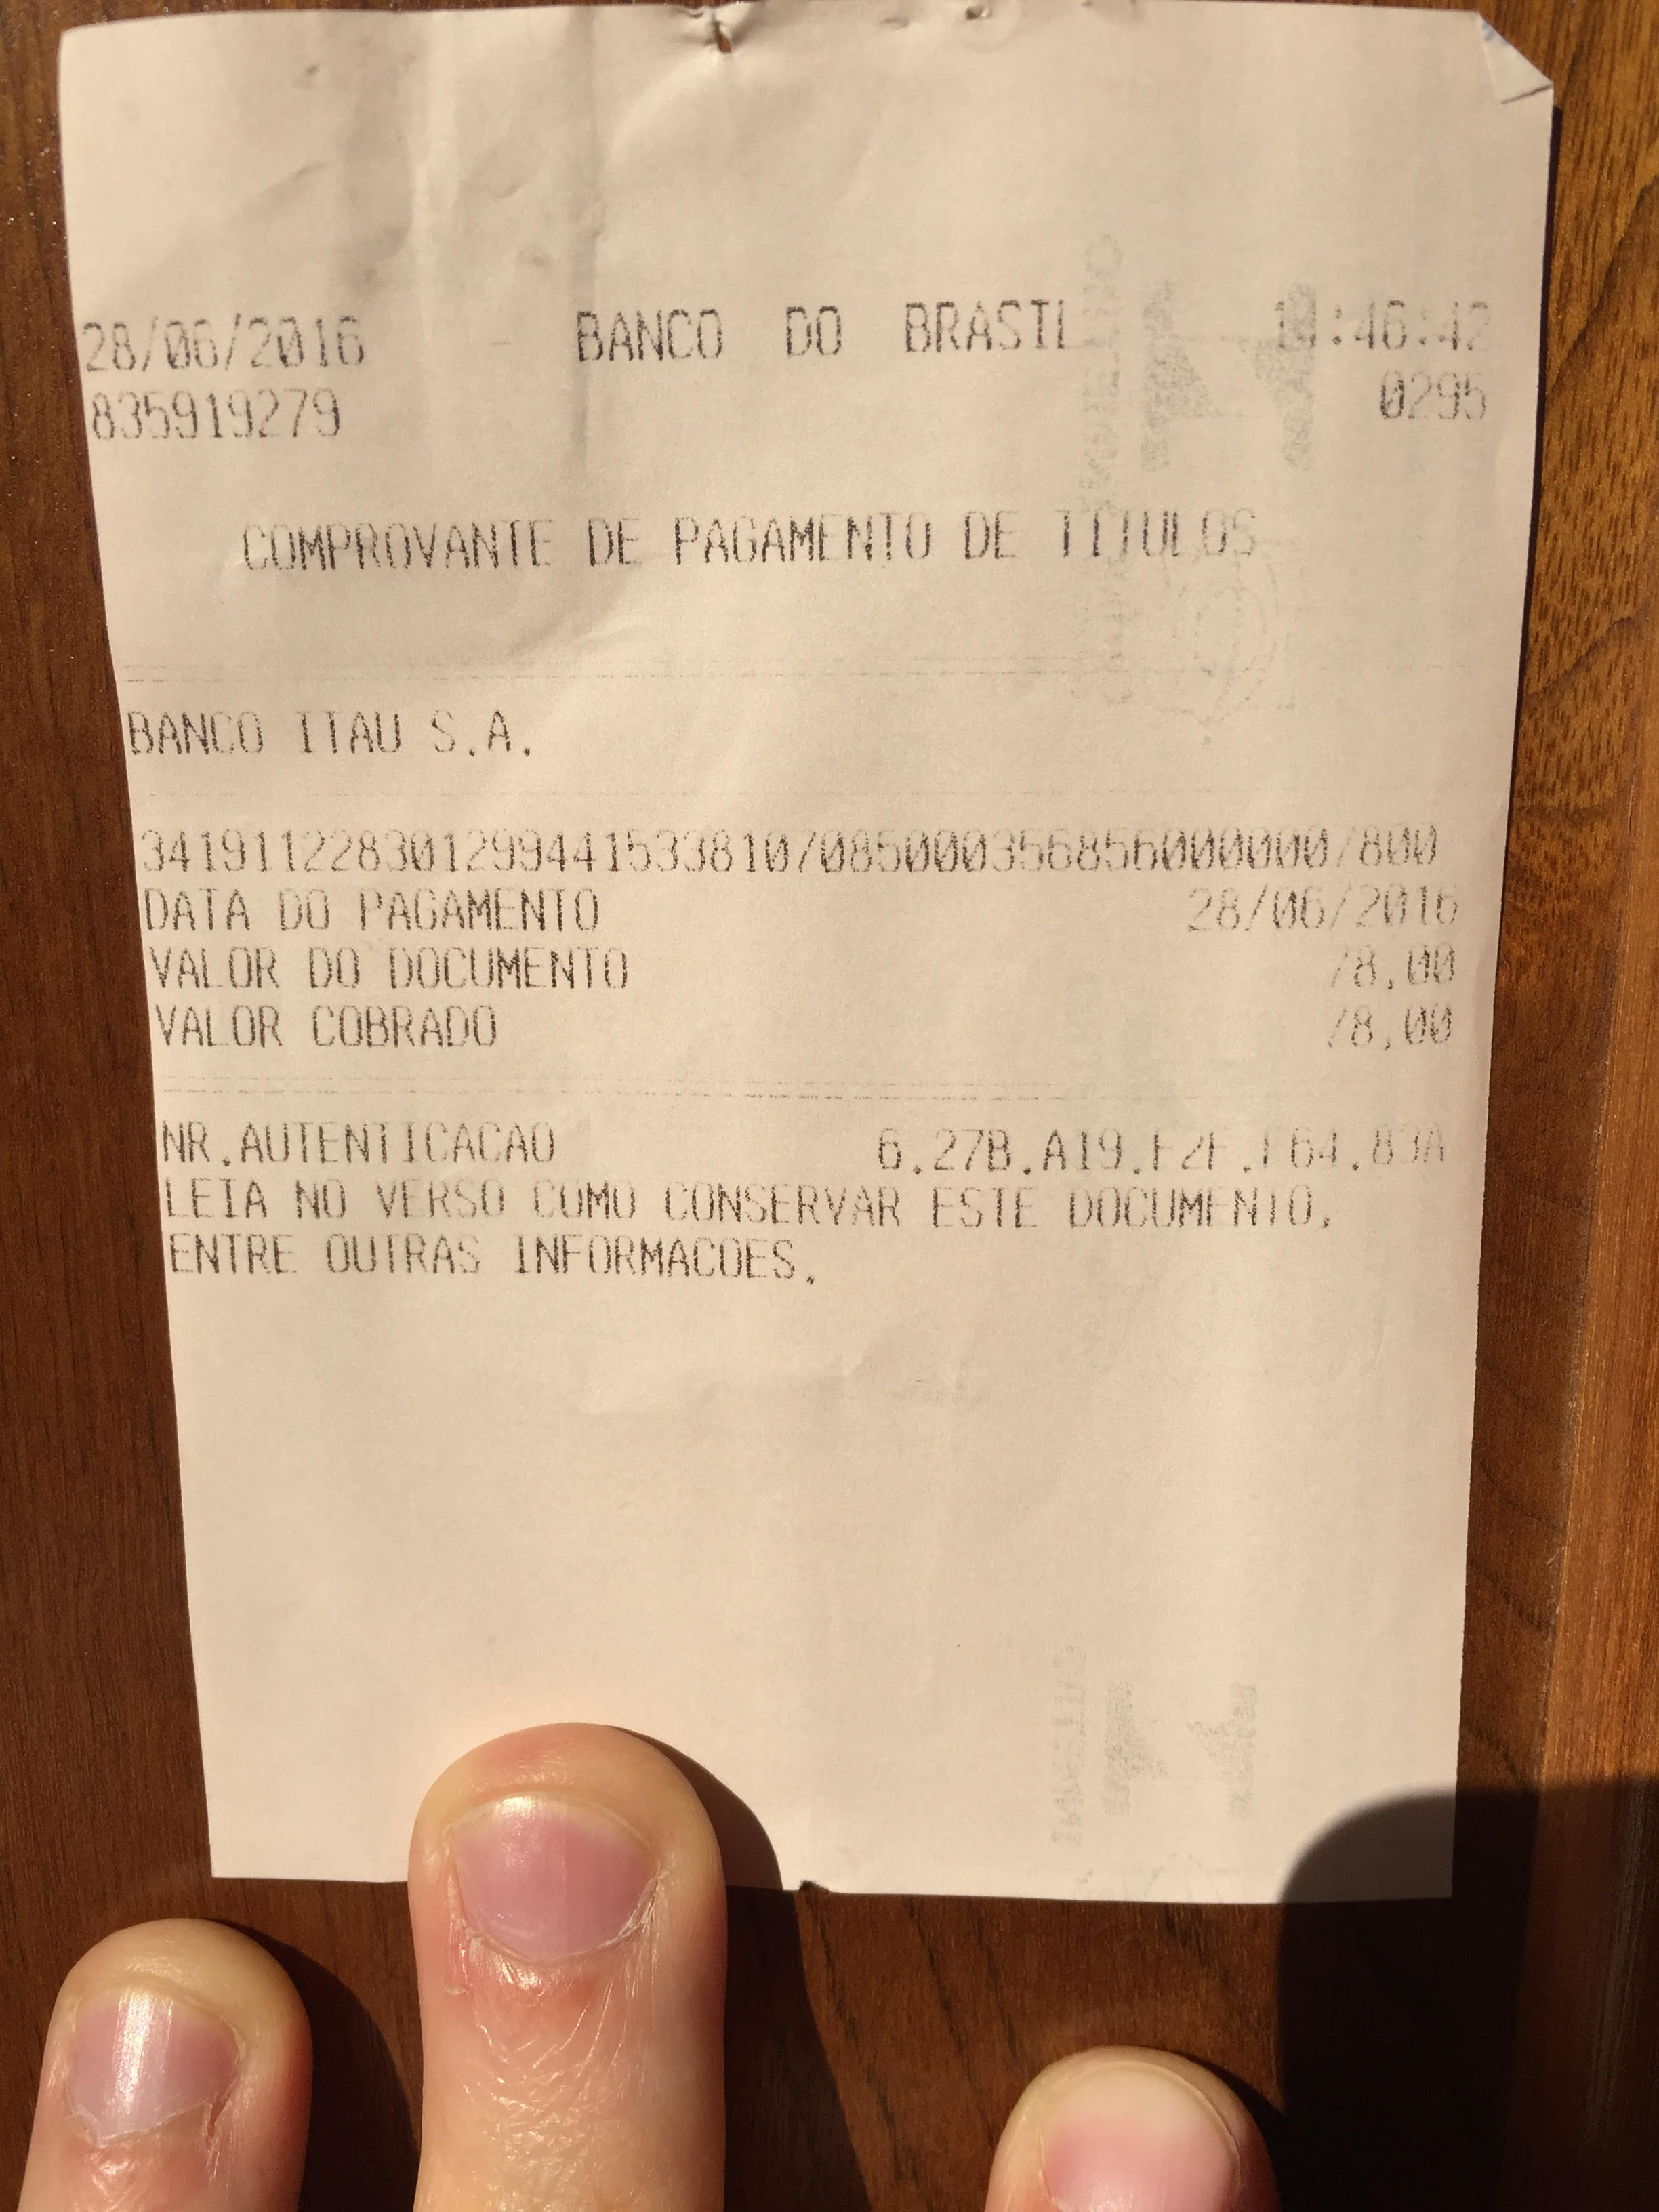 28/06/2016 - BANCO DO BRASIL - 
835919279 0295
COMPROVANTE DE PAGAMENTO DE TITULOS
BANCO ITAU S.A.
34191122830129944153381070850003568560000007800
DATA DO PAGAMENTO 28/06/2016
VALOR DO DOCUMENTO 78,00
VALOR COBRADO 78,00
NR.AUTENTICACAO
LEIA NO VERSO COMO CONSERVAR ESTE DOCUMENTO,
ENTRE OUTRAS INFORMACOES.